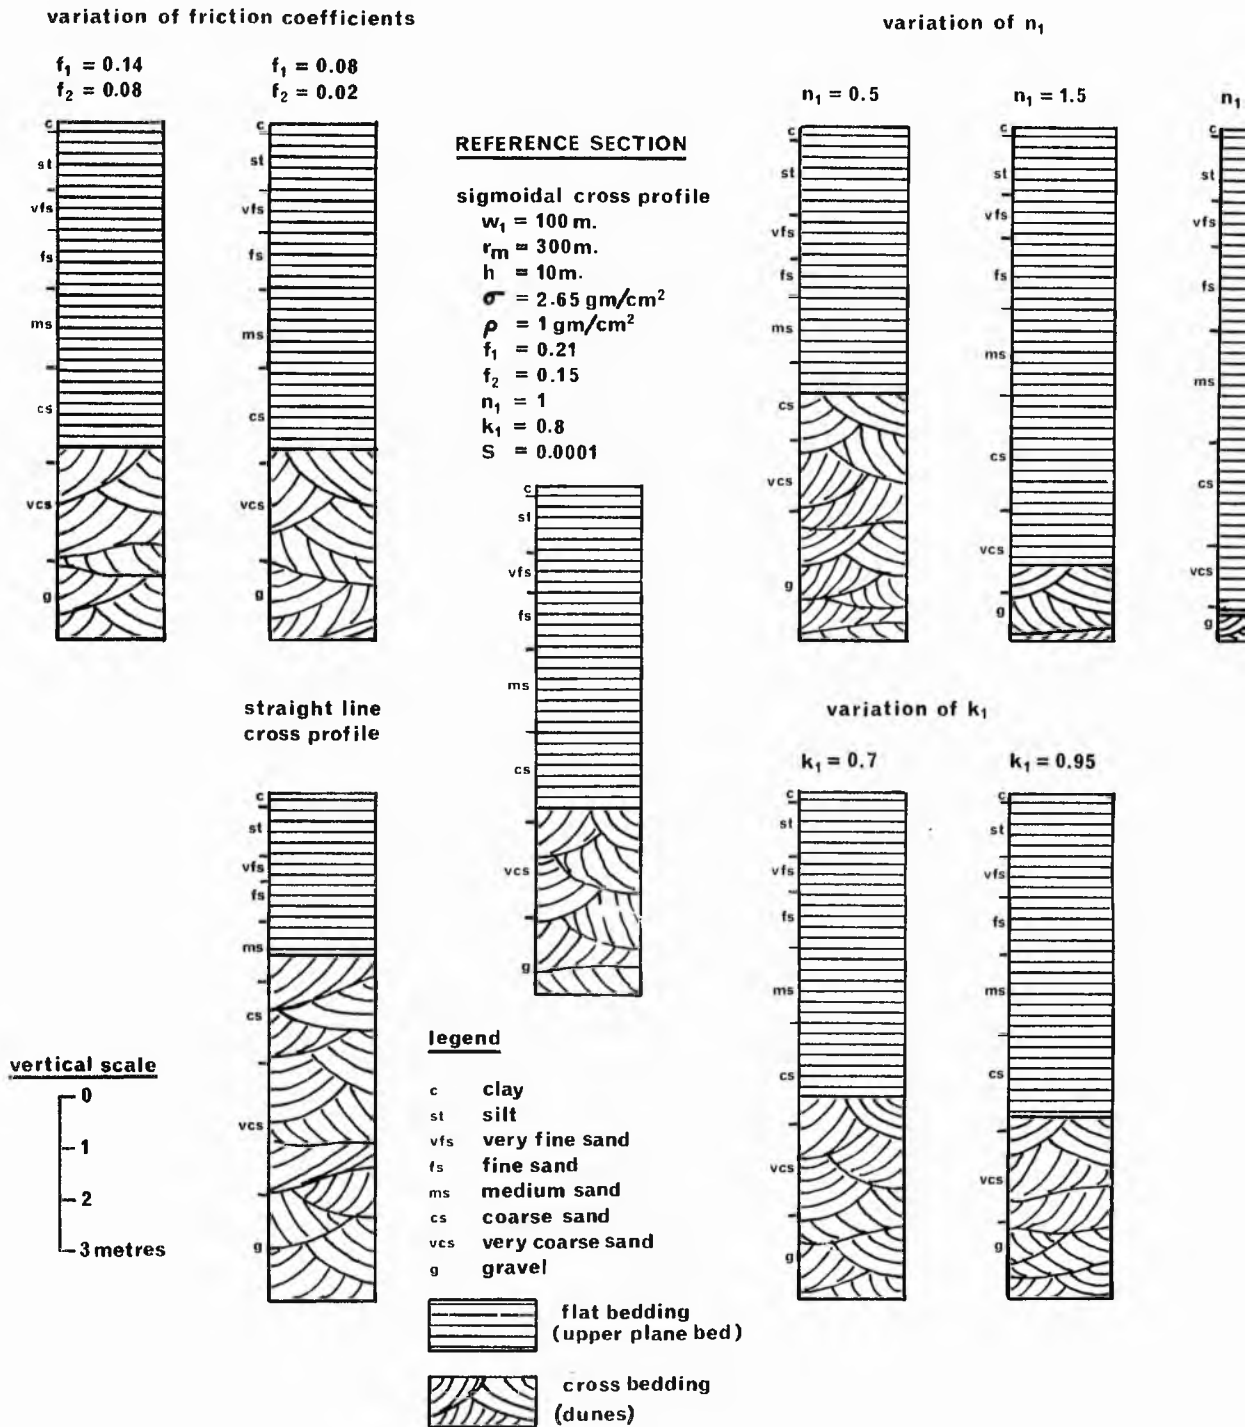 variation of friction coefficients
f₁ = 0.14
f₂ = 0.08
c
st
vfs
fs
ms
cs
vcs
g
f₁ = 0.08
f₂ = 0.02
c
st
vfs
fs
ms
cs
vcs
g
REFERENCE SECTION
sigmoidal cross profile
w₁ = 100 m.
rₘ = 300m.
h = 10m.
σ = 2.65 gm/cm²
ρ = 1 gm/cm²
f₁ = 0.21
f₂ = 0.15
n₁ = 1
k₁ = 0.8
S = 0.0001
c
st
vfs
fs
ms
cs
vcs
g
variation of n₁
n₁ = 0.5
c
st
vfs
fs
ms
cs
vcs
g
n₁ = 1.5
c
st
vfs
fs
ms
cs
vcs
g
n₁
c
st
vfs
fs
ms
cs
vcs
g
straight line
cross profile
c
st
vfs
fs
ms
cs
vcs
g
variation of k₁
k₁ = 0.7
c
st
vfs
fs
ms
cs
vcs
g
k₁ = 0.95
c
st
vfs
fs
ms
cs
vcs
g
vertical scale
0
1
2
3 metres
legend
c clay
st silt
vfs very fine sand
fs fine sand
ms medium sand
cs coarse sand
vcs very coarse sand
g gravel
flat bedding
(upper plane bed)
cross bedding
(dunes)